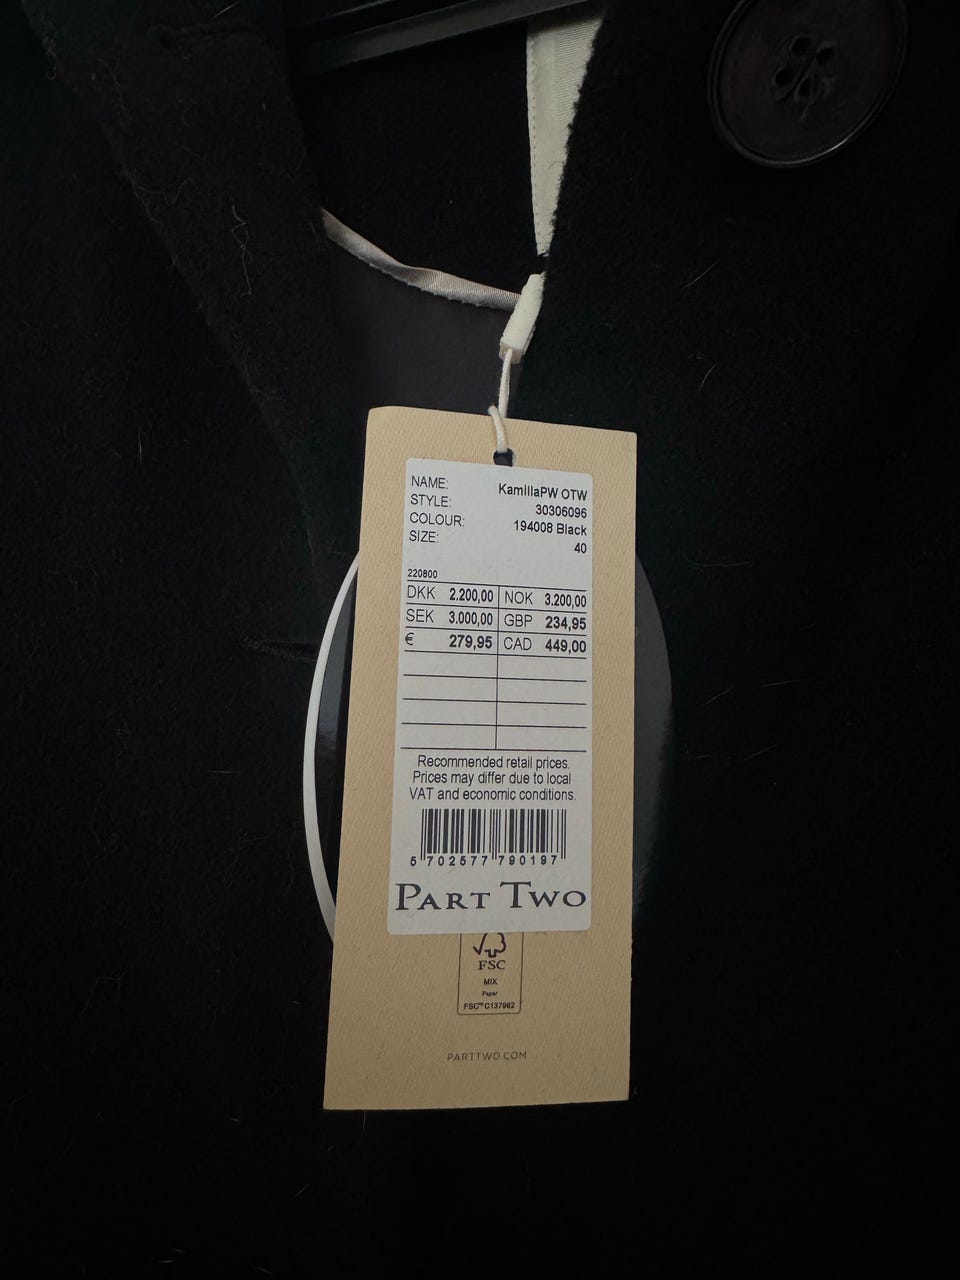 NAME: KamillaPW OTW
STYLE: 30306096
COLOUR: 194008 Black
SIZE: 40
220800
DKK 2.200,00 NOK 3.200,00
SEK 3.000,00 GBP 234,95
€ 279,95 CAD 449,00
Recommended retail prices.
Prices may differ due to local
VAT and economic conditions.
5 702577 790197
PART TWO
FSC
MIX
Paper
FSC™ C137962
PARTTWO.COM